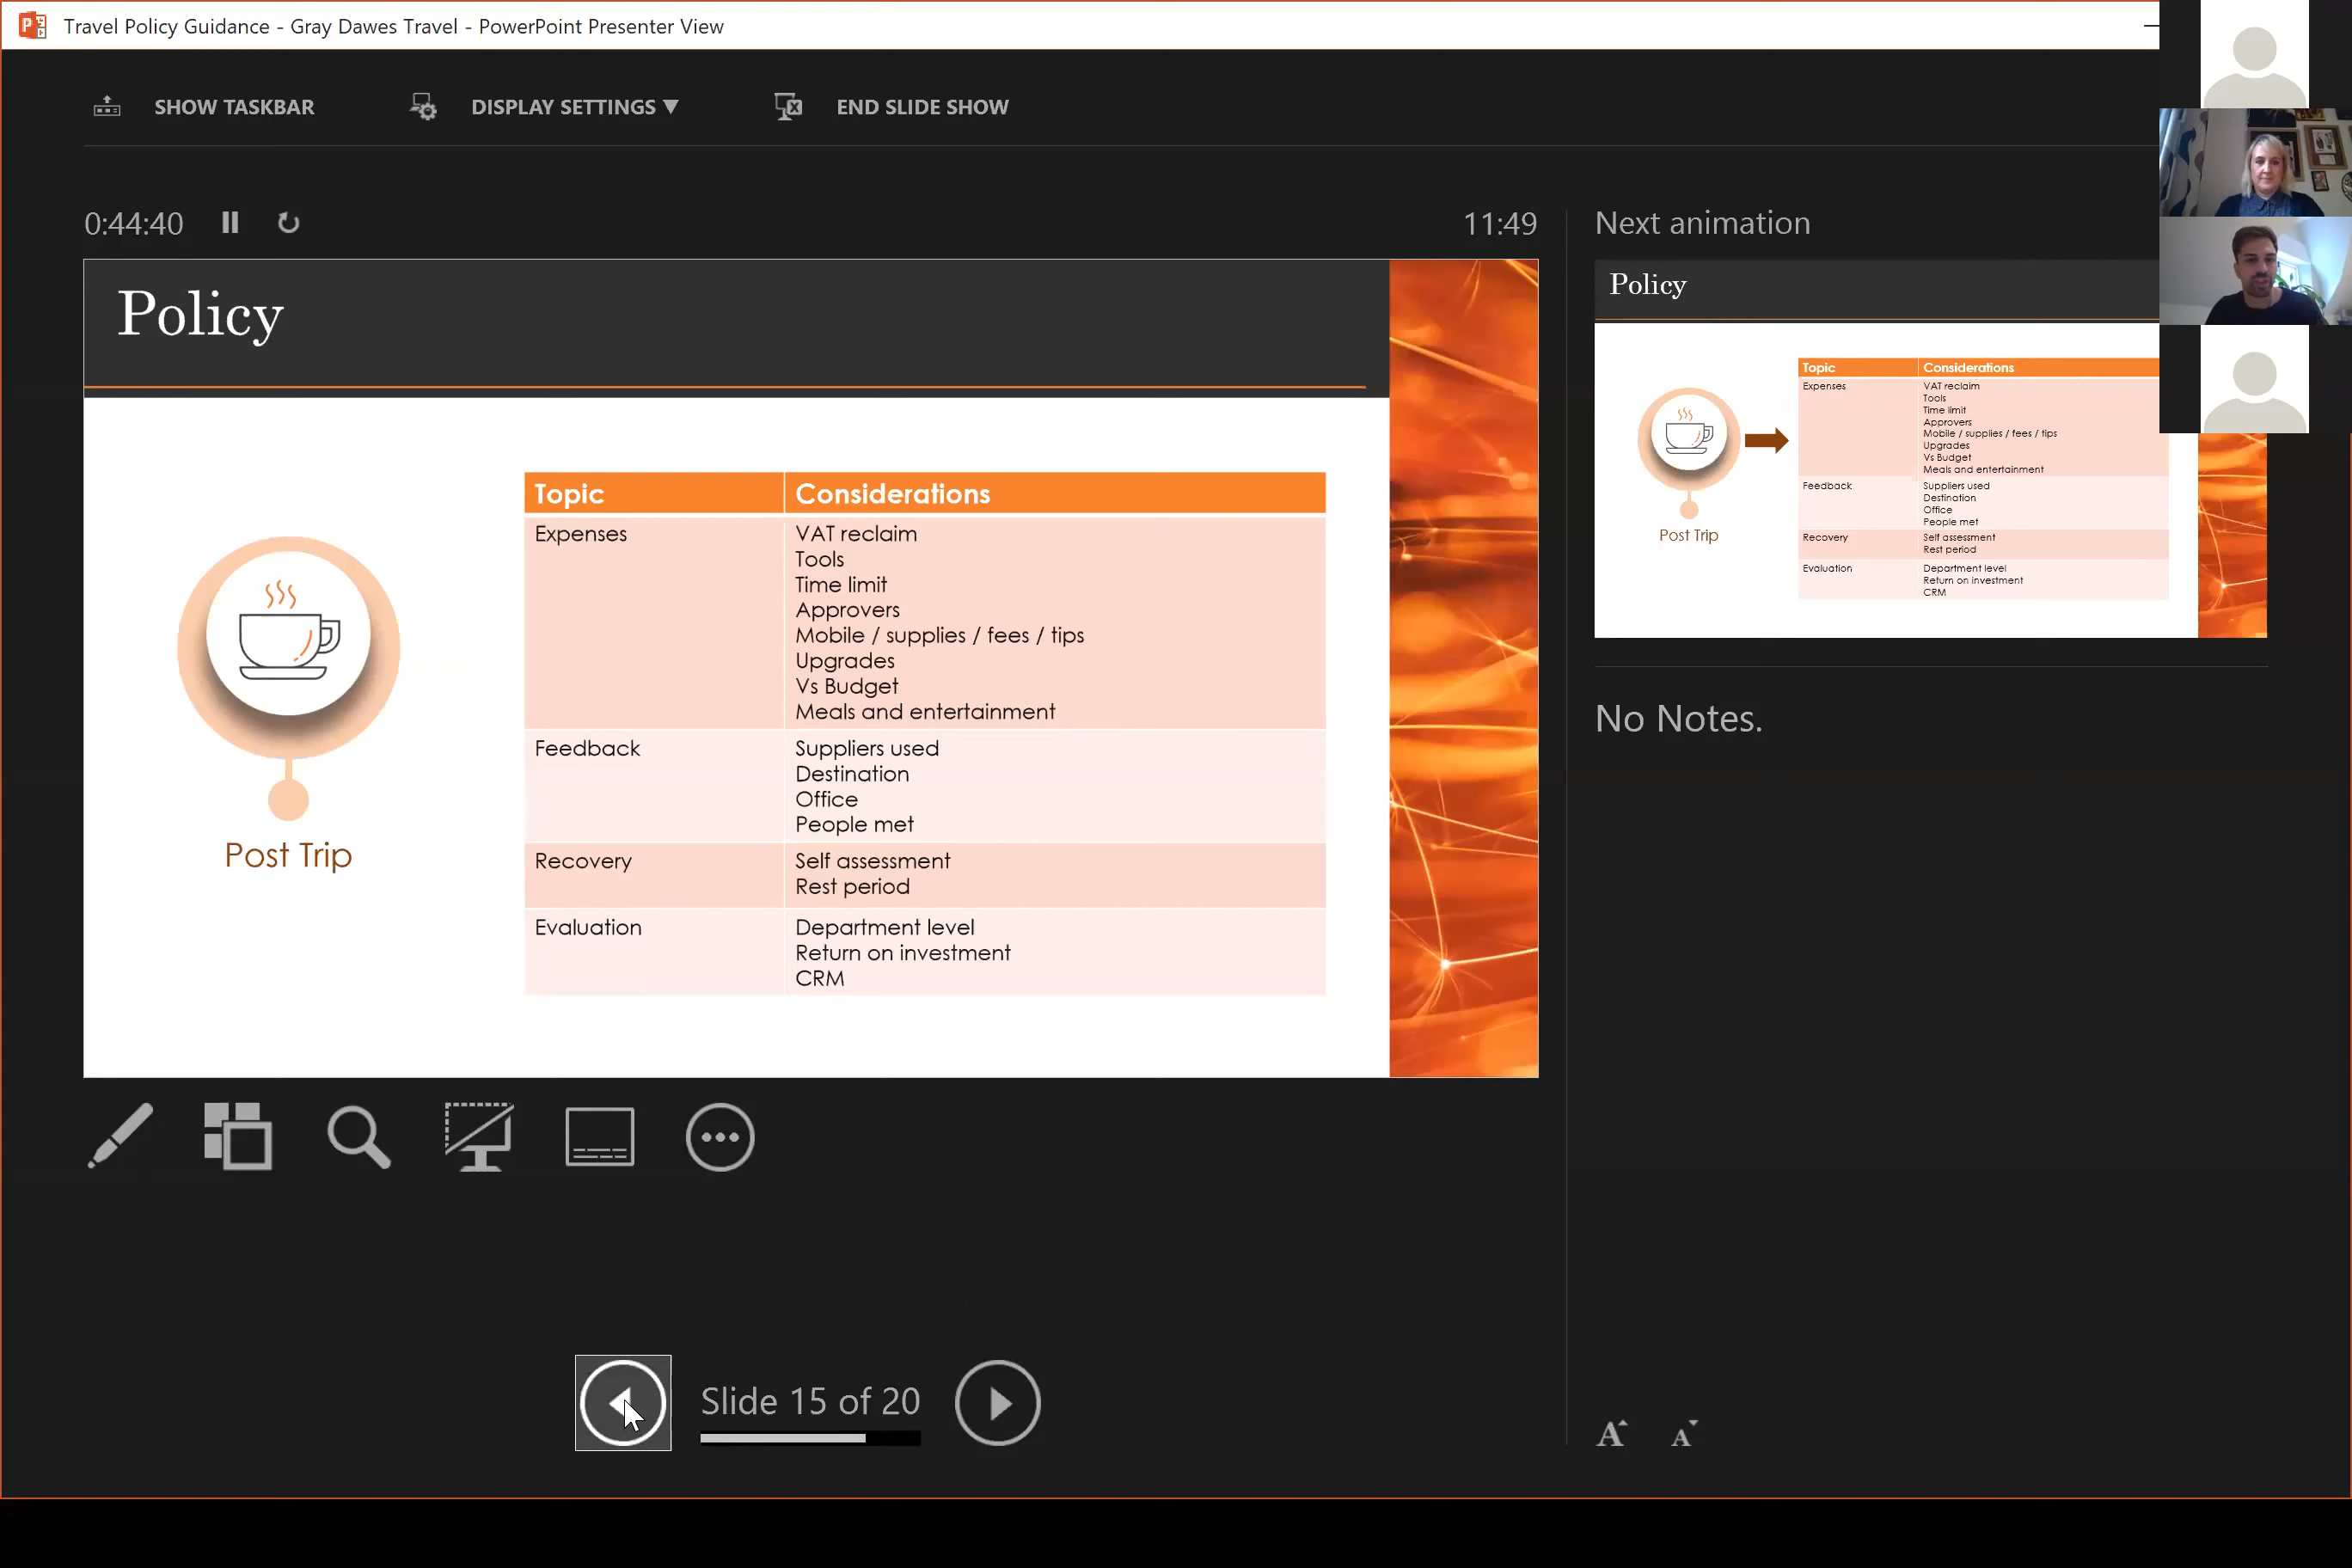 Travel Policy Guidance - Gray Dawes Travel - PowerPoint Presenter View
SHOW TASKBAR
DISPLAY SETTINGS ▼
END SLIDE SHOW
0:44:40
11:49
Policy
Topic Considerations
Expenses VAT reclaim
Tools
Time limit
Approvers
Mobile / supplies / fees / tips
Upgrades
Vs Budget
Meals and entertainment
Feedback Suppliers used
Destination
Office
People met
Recovery Self assessment
Rest period
Evaluation Department level
Return on investment
CRM
Post Trip
Slide 15 of 20
Next animation
Policy
Topic Considerations
Expenses VAT reclaim
Tools
Time limit
Approvers
Mobile / supplies / fees / tips
Upgrades
Vs Budget
Meals and entertainment
Feedback Suppliers used
Destination
Office
People met
Recovery Self assessment
Rest period
Evaluation Department level
Return on investment
CRM
Post Trip
No Notes.
A A